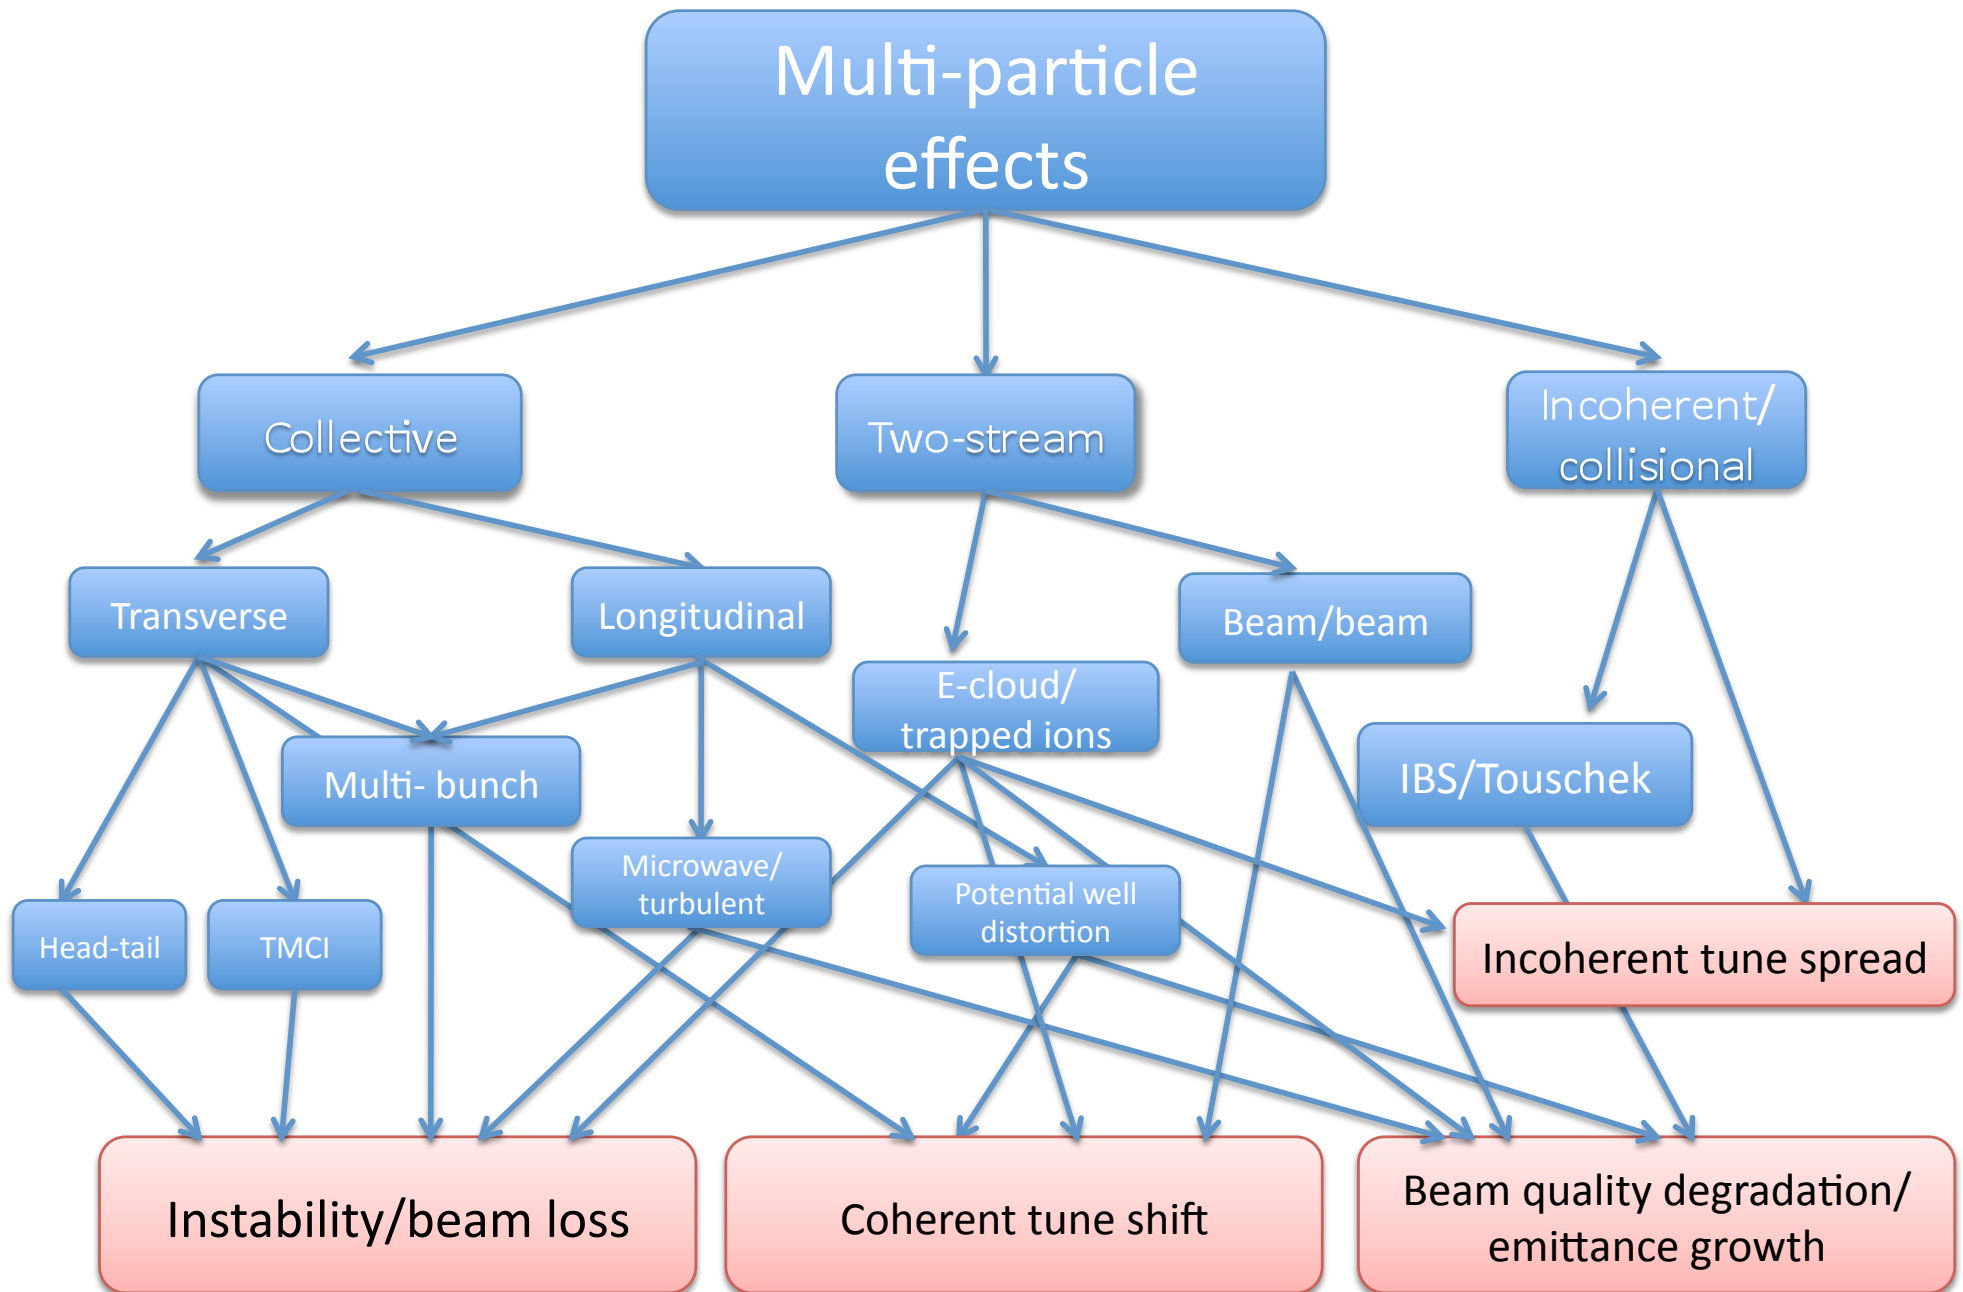 Multi-particle
effects
Collective
Two-stream
Incoherent/
collisional
Transverse
Longitudinal
Beam/beam
E-cloud/
trapped ions
Multi- bunch
IBS/Touschek
Microwave/
turbulent
Potential well
distortion
Head-tail
TMCI
Incoherent tune spread
Instability/beam loss
Coherent tune shift
Beam quality degradation/
emittance growth